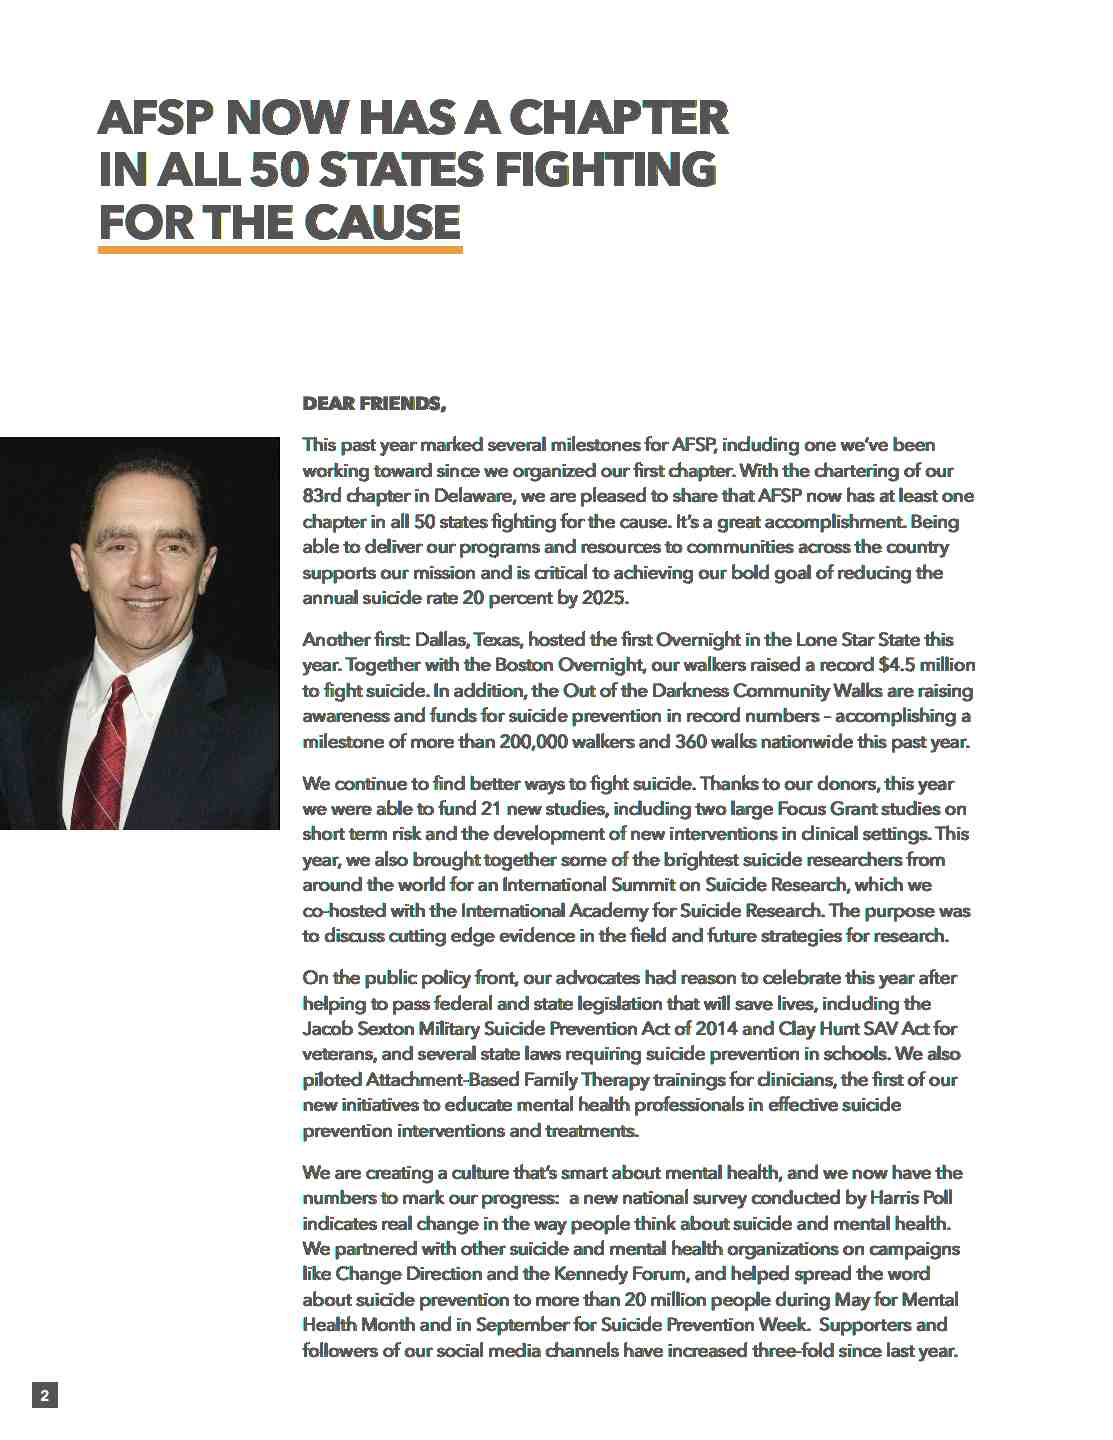 AFSP NOW HAS A CHAPTER
IN ALL 50 STATES FIGHTING
FOR THE CAUSE
DEAR FRIENDS,
This past year marked several milestones for AFSP, including one we’ve been
working toward since we organized our first chapter. With the chartering of our
83rd chapter in Delaware, we are pleased to share that AFSP now has at least one
chapter in all 50 states fighting for the cause. It’s a great accomplishment. Being
able to deliver our programs and resources to communities across the country
supports our mission and is critical to achieving our bold goal of reducing the
annual suicide rate 20 percent by 2025.
Another first: Dallas, Texas, hosted the first Overnight in the Lone Star State this
year. Together with the Boston Overnight, our walkers raised a record $4.5 million
to fight suicide. In addition, the Out of the Darkness Community Walks are raising
awareness and funds for suicide prevention in record numbers – accomplishing a
milestone of more than 200,000 walkers and 360 walks nationwide this past year.
We continue to find better ways to fight suicide. Thanks to our donors, this year
we were able to fund 21 new studies, including two large Focus Grant studies on
short term risk and the development of new interventions in clinical settings. This
year, we also brought together some of the brightest suicide researchers from
around the world for an International Summit on Suicide Research, which we
co-hosted with the International Academy for Suicide Research. The purpose was
to discuss cutting edge evidence in the field and future strategies for research.
On the public policy front, our advocates had reason to celebrate this year after
helping to pass federal and state legislation that will save lives, including the
Jacob Sexton Military Suicide Prevention Act of 2014 and Clay Hunt SAV Act for
veterans, and several state laws requiring suicide prevention in schools. We also
piloted Attachment-Based Family Therapy trainings for clinicians, the first of our
new initiatives to educate mental health professionals in effective suicide
prevention interventions and treatments.
We are creating a culture that’s smart about mental health, and we now have the
numbers to mark our progress:  a new national survey conducted by Harris Poll
indicates real change in the way people think about suicide and mental health.
We partnered with other suicide and mental health organizations on campaigns
like Change Direction and the Kennedy Forum, and helped spread the word
about suicide prevention to more than 20 million people during May for Mental
Health Month and in September for Suicide Prevention Week.  Supporters and
followers of our social media channels have increased three-fold since last year.
2